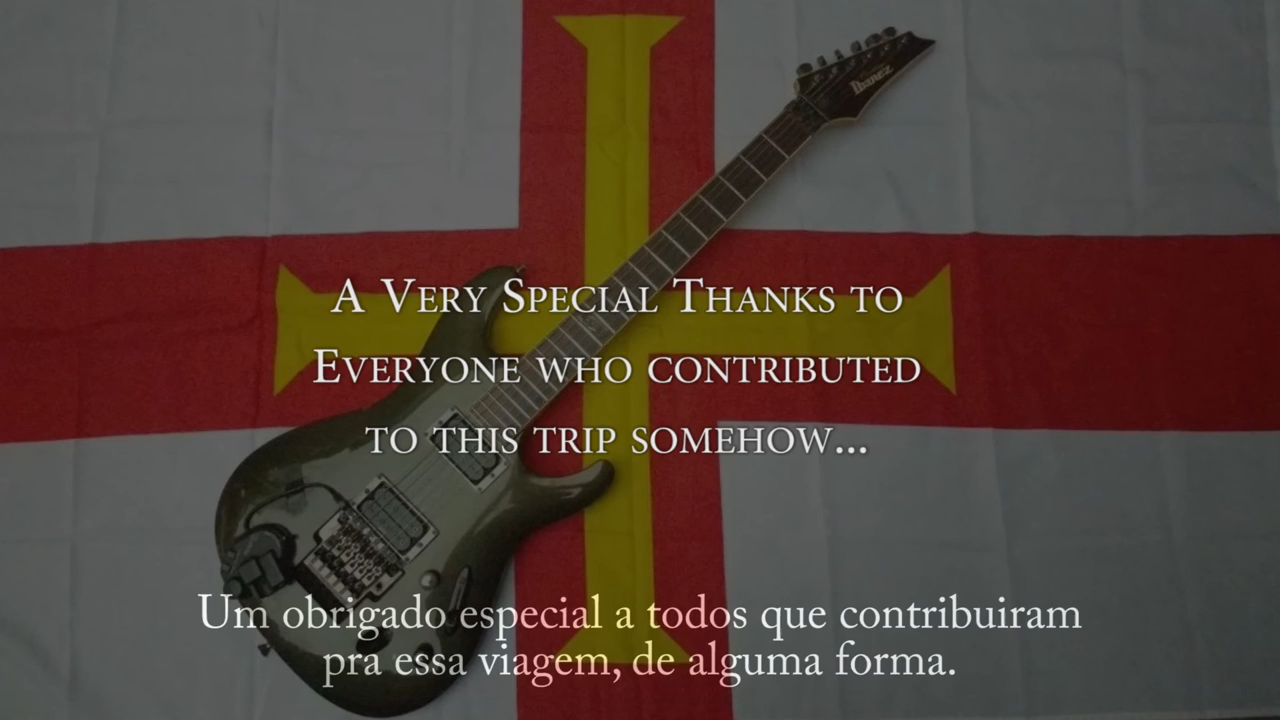 Ibanez
A Very Special Thanks to
Everyone who contributed
to this trip somehow...
Um obrigado especial a todos que contribuiram
pra essa viagem, de alguma forma.